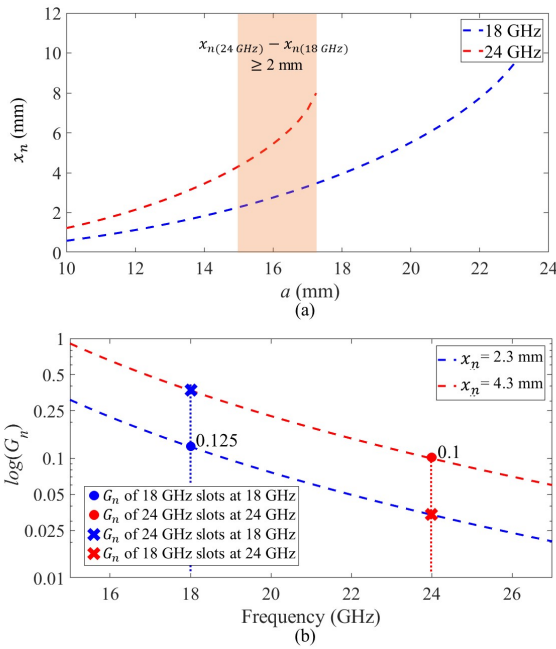 12
10
8
6
4
2
0
x_n (mm)
x_n(24 GHz) − x_n(18 GHz)
≥ 2 mm
18 GHz
24 GHz
10 12 14 16 18 20 22 24
a (mm)
(a)
1
0.5
0.25
0.1
0.05
0.025
0.01
log(G_n)
x_n = 2.3 mm
x_n = 4.3 mm
0.125
0.1
G_n of 18 GHz slots at 18 GHz
G_n of 24 GHz slots at 24 GHz
G_n of 24 GHz slots at 18 GHz
G_n of 18 GHz slots at 24 GHz
16 18 20 22 24 26
Frequency (GHz)
(b)